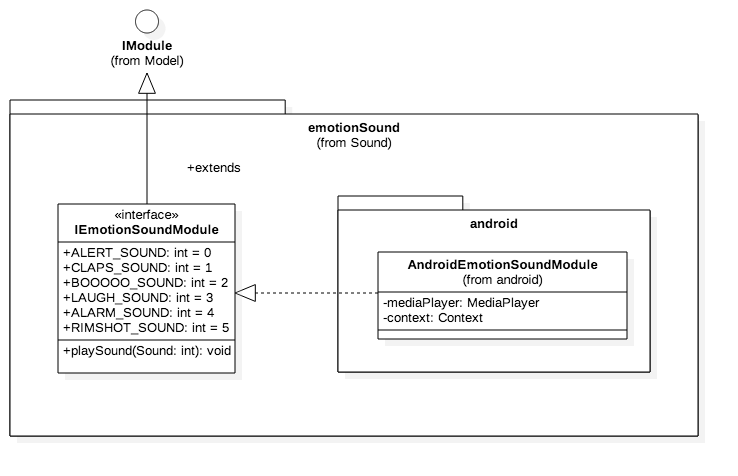 IModule
(from Model)
emotionSound
(from Sound)
+extends
«interface»
IEmotionSoundModule
+ALERT_SOUND: int = 0
+CLAPS_SOUND: int = 1
+BOOOOO_SOUND: int = 2
+LAUGH_SOUND: int = 3
+ALARM_SOUND: int = 4
+RIMSHOT_SOUND: int = 5
+playSound(Sound: int): void
android
AndroidEmotionSoundModule
(from android)
-mediaPlayer: MediaPlayer
-context: Context